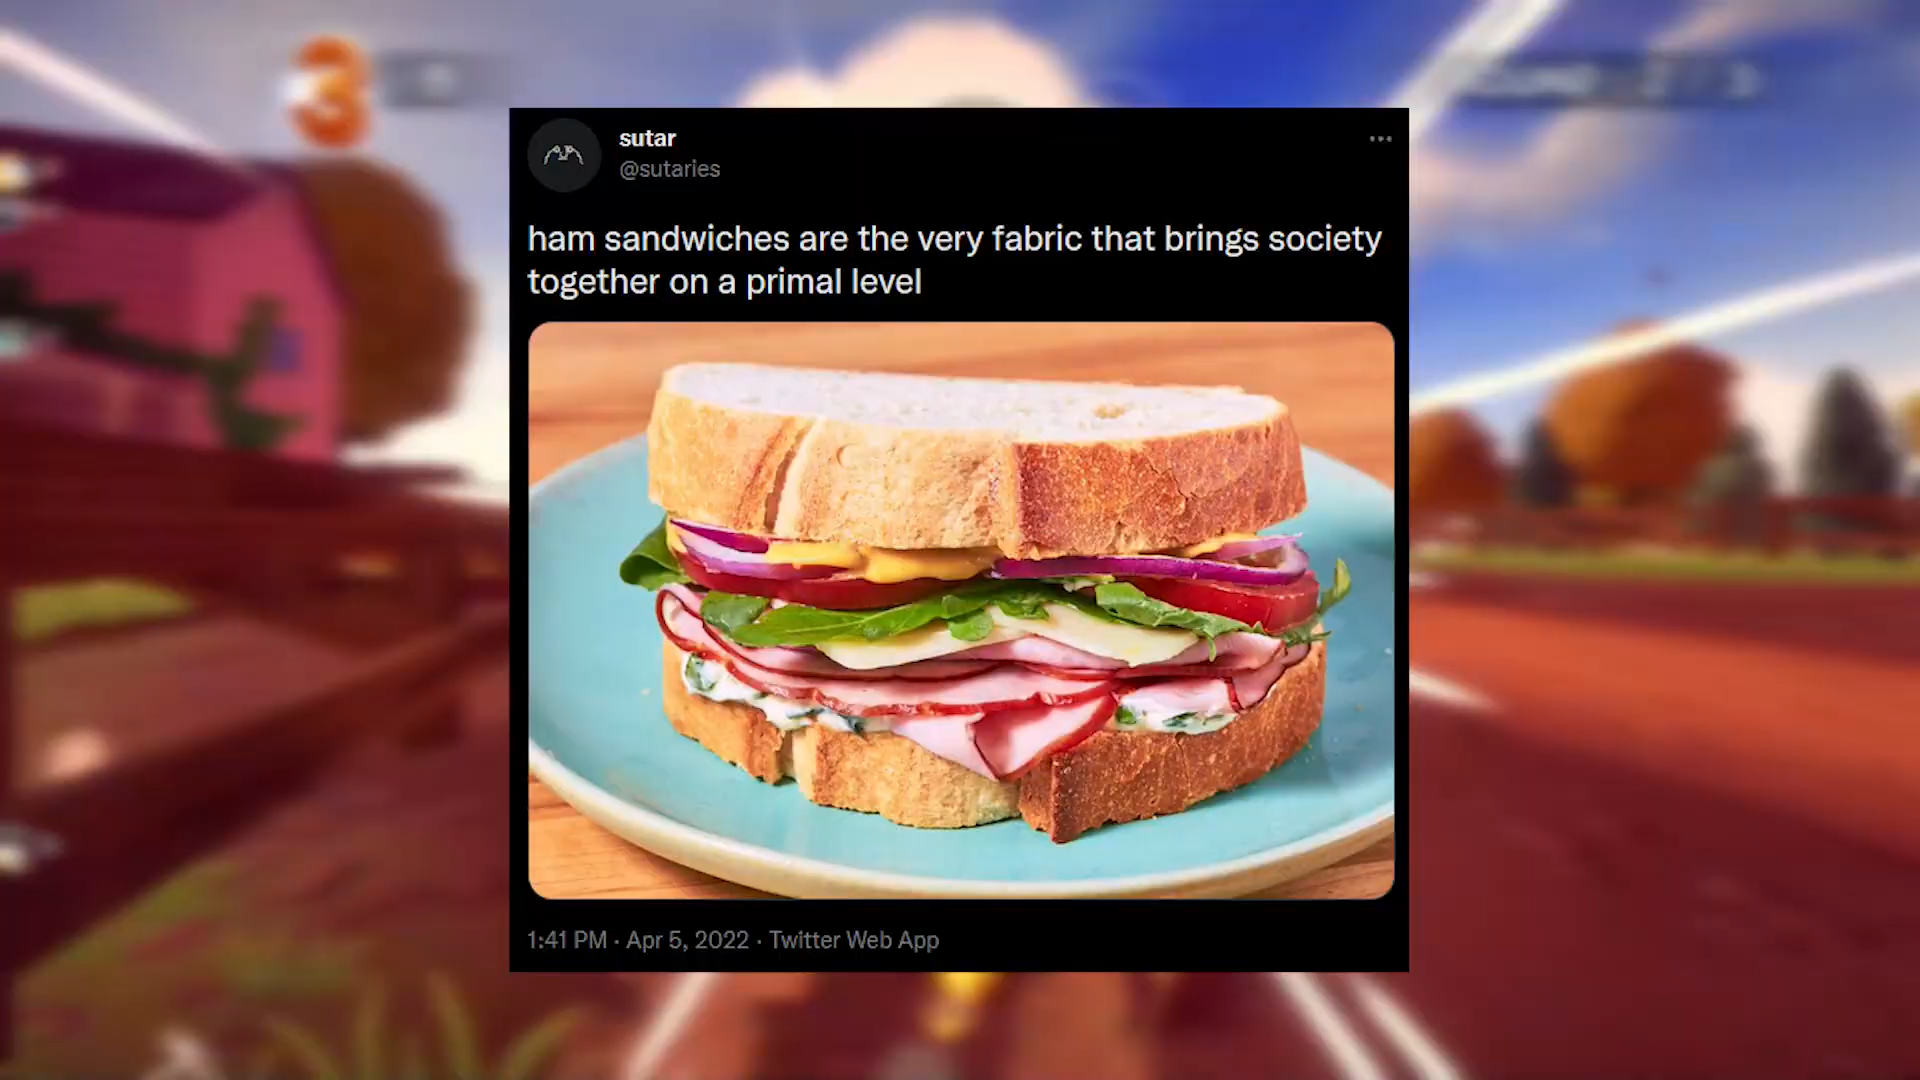 3
sutar
@sutaries
ham sandwiches are the very fabric that brings society
together on a primal level
1:41 PM · Apr 5, 2022 · Twitter Web App